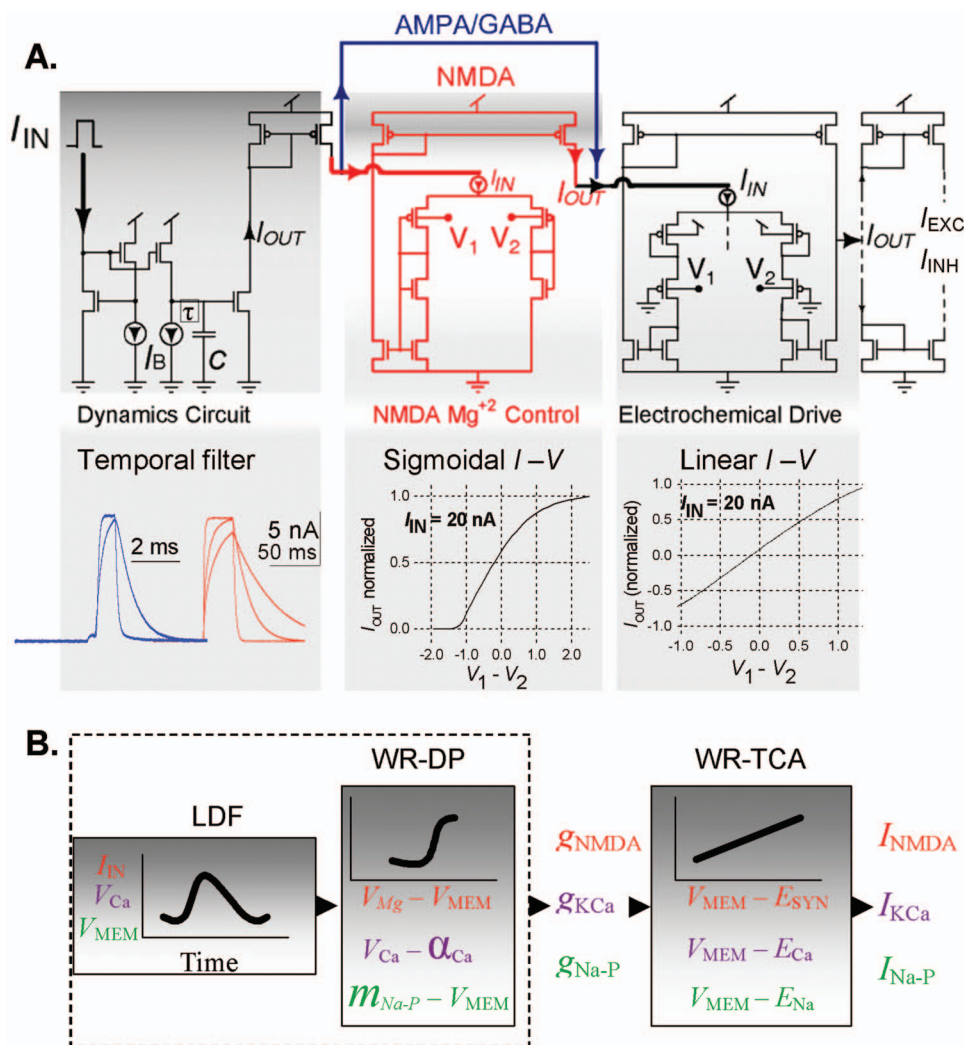 A.
AMPA/GABA
NMDA
I_IN
I_OUT
I_B
τ
C
I_IN
V_1
V_2
I_OUT
I_IN
V_1
V_2
I_OUT
I_EXC
I_INH
Dynamics Circuit
NMDA Mg^+2 Control
Electrochemical Drive
Temporal filter
2 ms
5 nA
50 ms
Sigmoidal I –V
I_IN = 20 nA
I_OUT normalized
1.0
0.5
0.0
-2.0 -1.0 0.0 1.0 2.0
V_1 - V_2
Linear I –V
I_IN = 20 nA
I_OUT (normalized)
1.0
0.5
0.0
-0.5
-1.0
-1.0 -0.5 0.0 0.5 1.0
V_1 - V_2
B.
LDF
I_IN
V_Ca
V_MEM
Time
WR-DP
V_Mg – V_MEM
V_Ca – α_Ca
m_Na-P – V_MEM
g_NMDA
g_KCa
g_Na-P
WR-TCA
V_MEM – E_SYN
V_MEM – E_Ca
V_MEM – E_Na
I_NMDA
I_KCa
I_Na-P